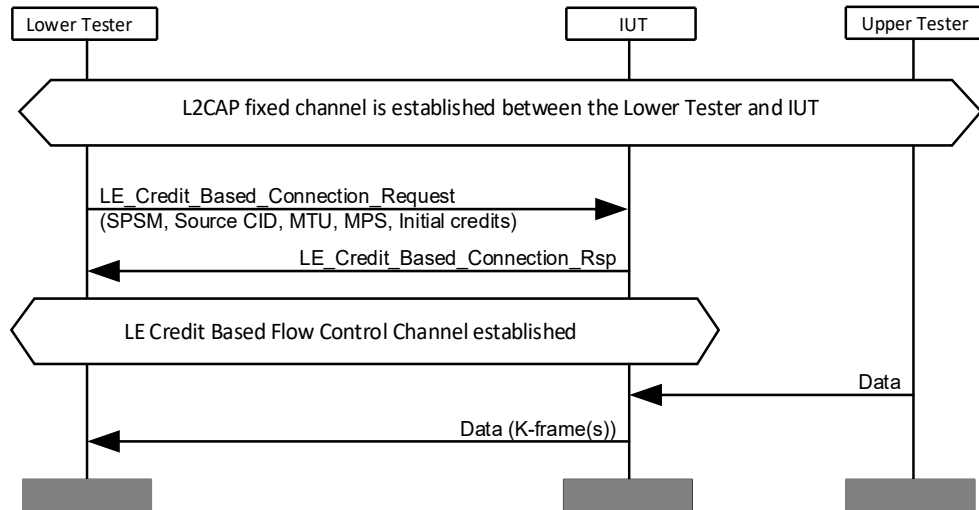 Lower Tester
IUT
Upper Tester
L2CAP fixed channel is established between the Lower Tester and IUT
LE_Credit_Based_Connection_Request
(SPSM, Source CID, MTU, MPS, Initial credits)
LE_Credit_Based_Connection_Rsp
LE Credit Based Flow Control Channel established
Data
Data (K-frame(s))